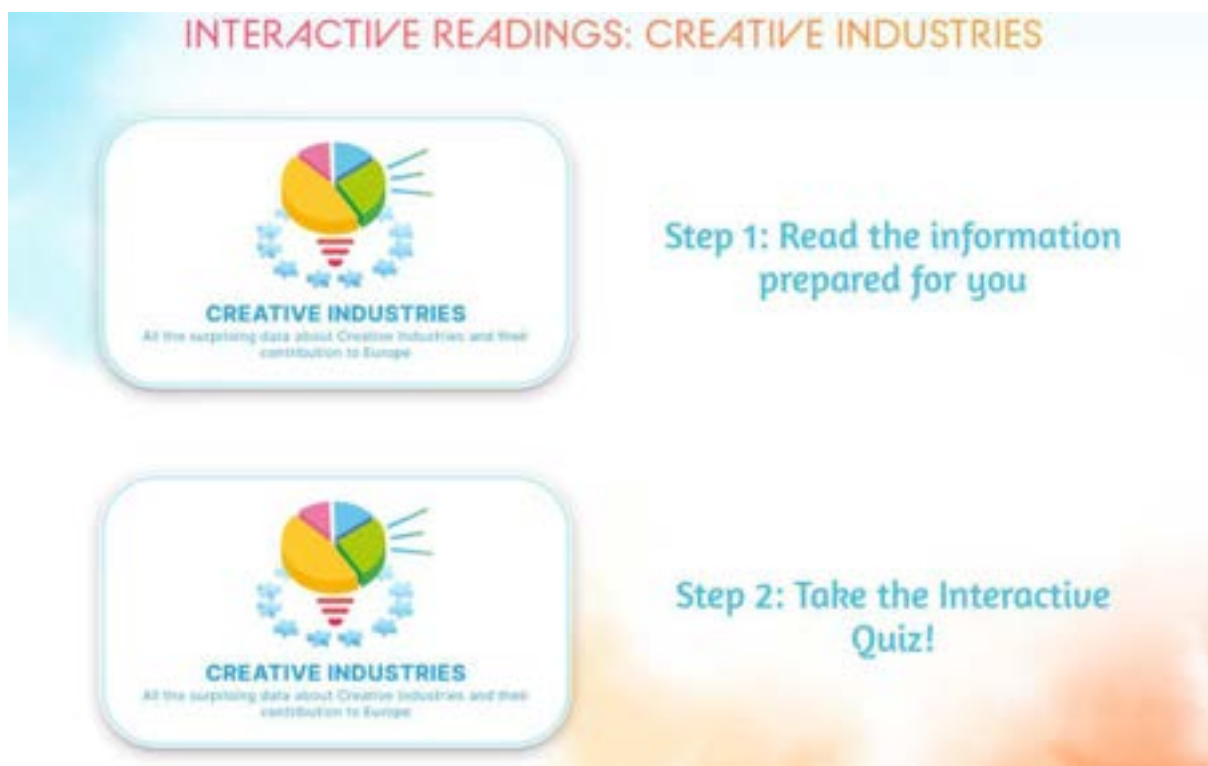 INTERACTIVE READINGS: CREATIVE INDUSTRIES
CREATIVE INDUSTRIES
All the surprising data about Creative Industries and their
contribution to Europe
Step 1: Read the information
prepared for you
CREATIVE INDUSTRIES
All the surprising data about Creative Industries and their
contribution to Europe
Step 2: Take the Interactive
Quiz!